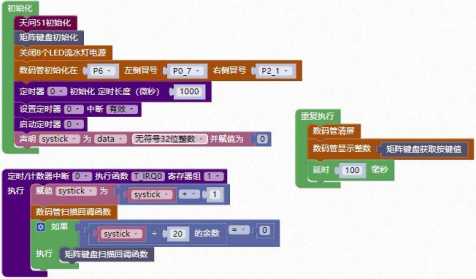 初始化
天问51初始化
矩阵键盘初始化
关闭8个LED流水灯电源
数码管初始化在 P6 左侧冒号 P0_7 右侧冒号 P2_1
定时器 0 初始化 定时长度（微秒） 1000
设置定时器 0 中断 有效
启动定时器 0
声明 systick 为 data 无符号32位整数 并赋值为 0
重复执行
数码管清屏
数码管显示整数 矩阵键盘获取按键值
延时 100 毫秒
定时/计数器中断 0 执行函数 T_IRQ0 寄存器组 1
执行 赋值 systick 为 systick + 1
数码管扫描回调函数
如果 systick ÷ 20 的余数 = 0
执行 矩阵键盘扫描回调函数